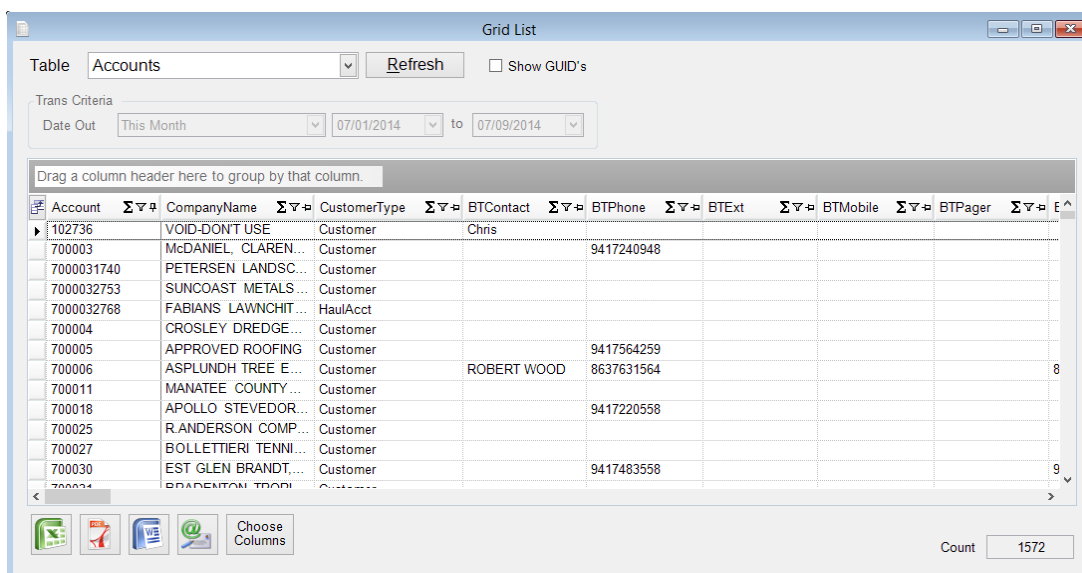 Grid List
Table Accounts Refresh Show GUID's
Trans Criteria
Date Out This Month 07/01/2014 to 07/09/2014
Drag a column header here to group by that column.
Account CompanyName CustomerType BTContact BTPhone BTExt BTMobile BTPager
102736 VOID-DON'T USE Customer Chris
700003 McDANIEL, CLAREN... Customer 9417240948
7000031740 PETERSEN LANDSC... Customer
7000032753 SUNCOAST METALS... Customer
7000032768 FABIANS LAWNCHIT... HaulAcct
700004 CROSLEY DREDGE... Customer
700005 APPROVED ROOFING Customer 9417564259
700006 ASPLUNDH TREE E... Customer ROBERT WOOD 8637631564 8
700011 MANATEE COUNTY... Customer
700018 APOLLO STEVEDOR... Customer 9417220558
700025 R.ANDERSON COMP... Customer
700027 BOLLETTIERI TENNI... Customer
700030 EST GLEN BRANDT,... Customer 9417483558 9
Choose
Columns
Count 1572